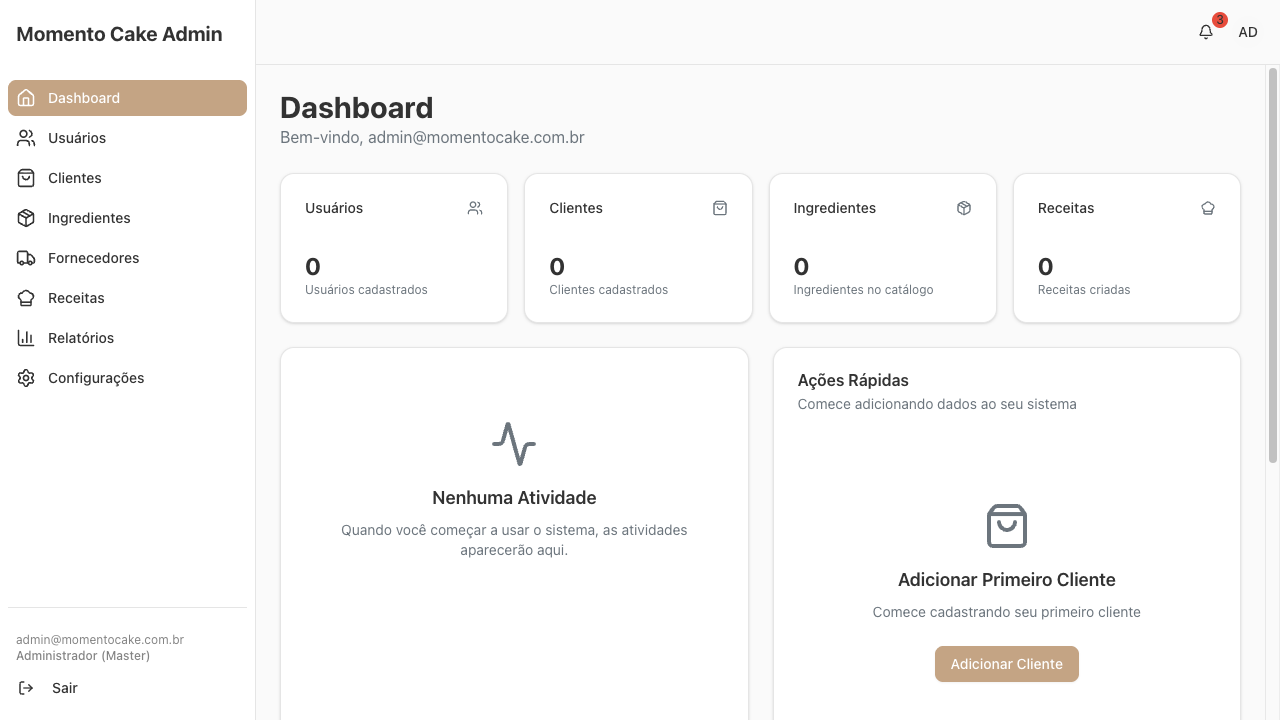 Momento Cake Admin
Dashboard
Usuários
Clientes
Ingredientes
Fornecedores
Receitas
Relatórios
Configurações
admin@momentocake.com.br
Administrador (Master)
Sair
3
AD
Dashboard
Bem-vindo, admin@momentocake.com.br
Usuários
0
Usuários cadastrados
Clientes
0
Clientes cadastrados
Ingredientes
0
Ingredientes no catálogo
Receitas
0
Receitas criadas
Nenhuma Atividade
Quando você começar a usar o sistema, as atividades
aparecerão aqui.
Ações Rápidas
Comece adicionando dados ao seu sistema
Adicionar Primeiro Cliente
Comece cadastrando seu primeiro cliente
Adicionar Cliente